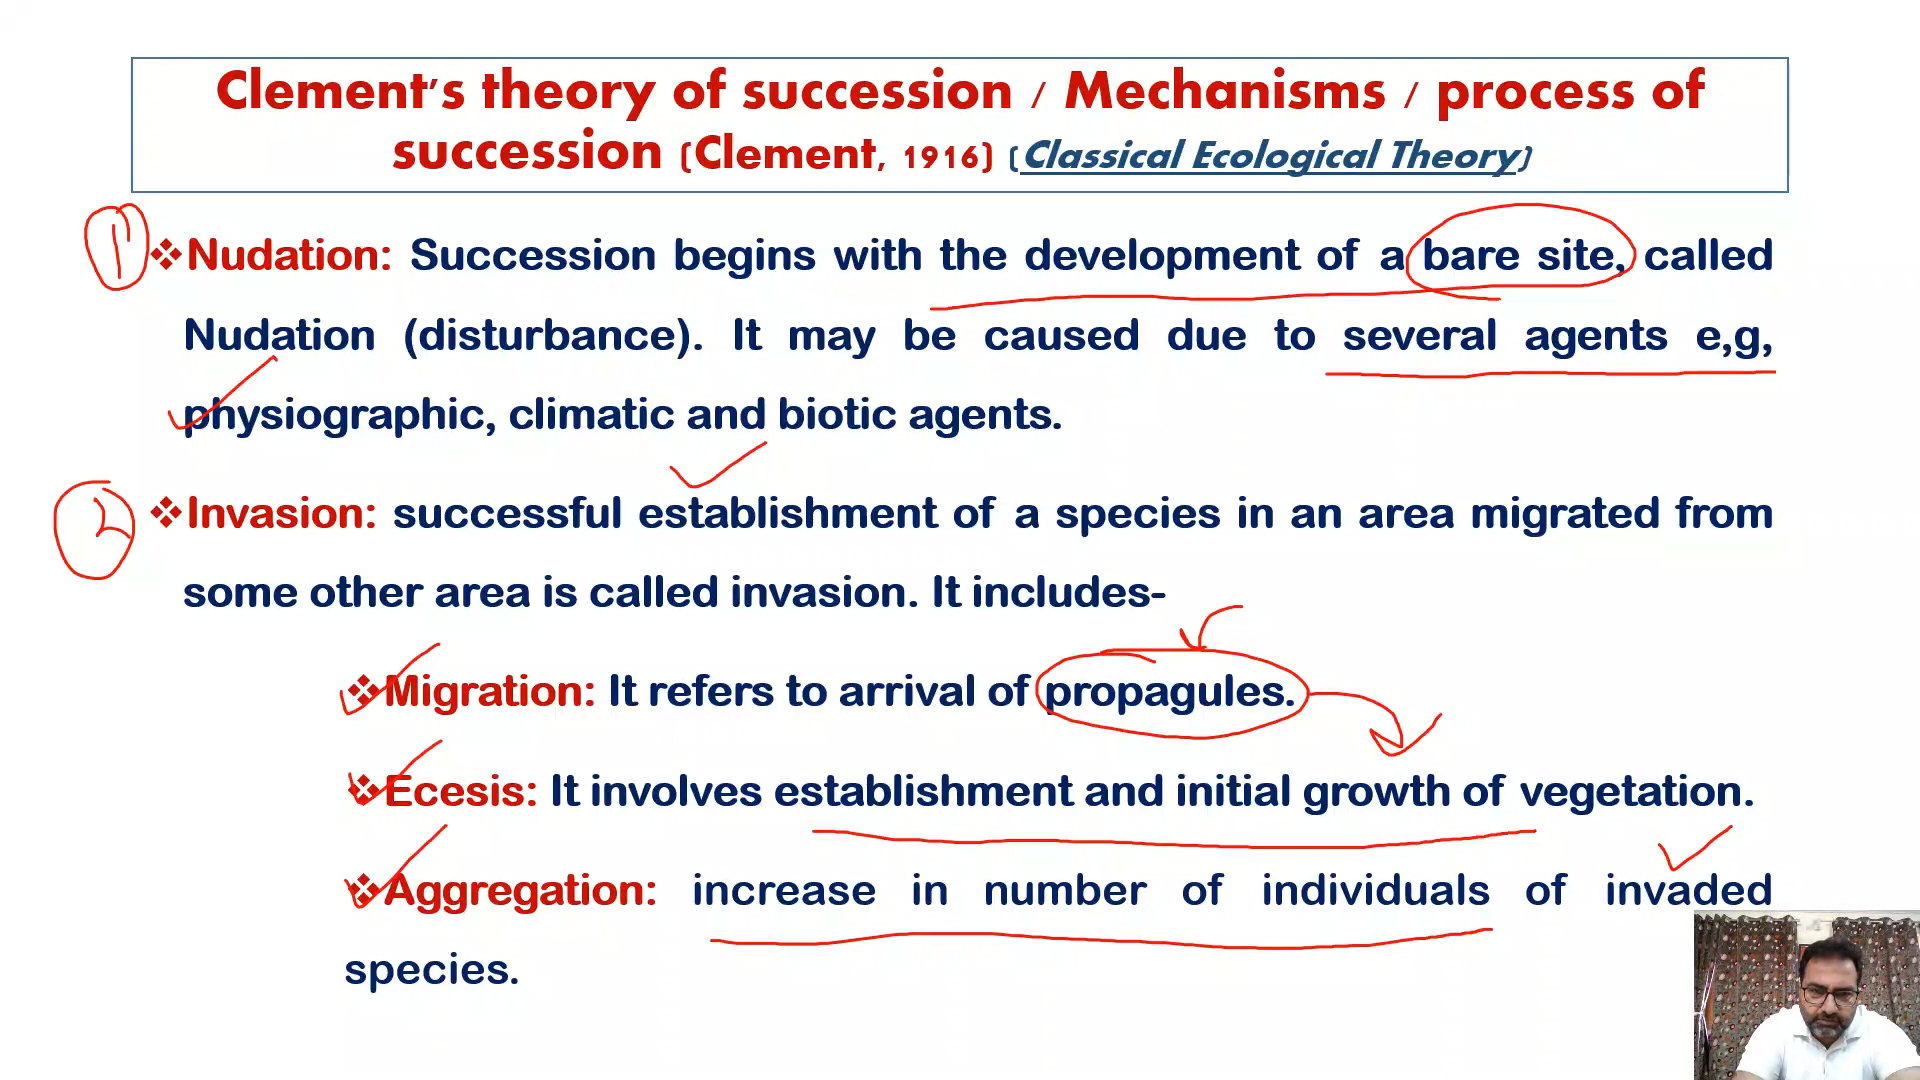 Clement's theory of succession / Mechanisms / process of
succession (Clement, 1916) (Classical Ecological Theory)
1
❖Nudation: Succession begins with the development of a bare site, called
Nudation (disturbance). It may be caused due to several agents e,g,
physiographic, climatic and biotic agents.
2
❖Invasion: successful establishment of a species in an area migrated from
some other area is called invasion. It includes-
❖Migration: It refers to arrival of propagules.
❖Ecesis: It involves establishment and initial growth of vegetation.
❖Aggregation: increase in number of individuals of invaded
species.